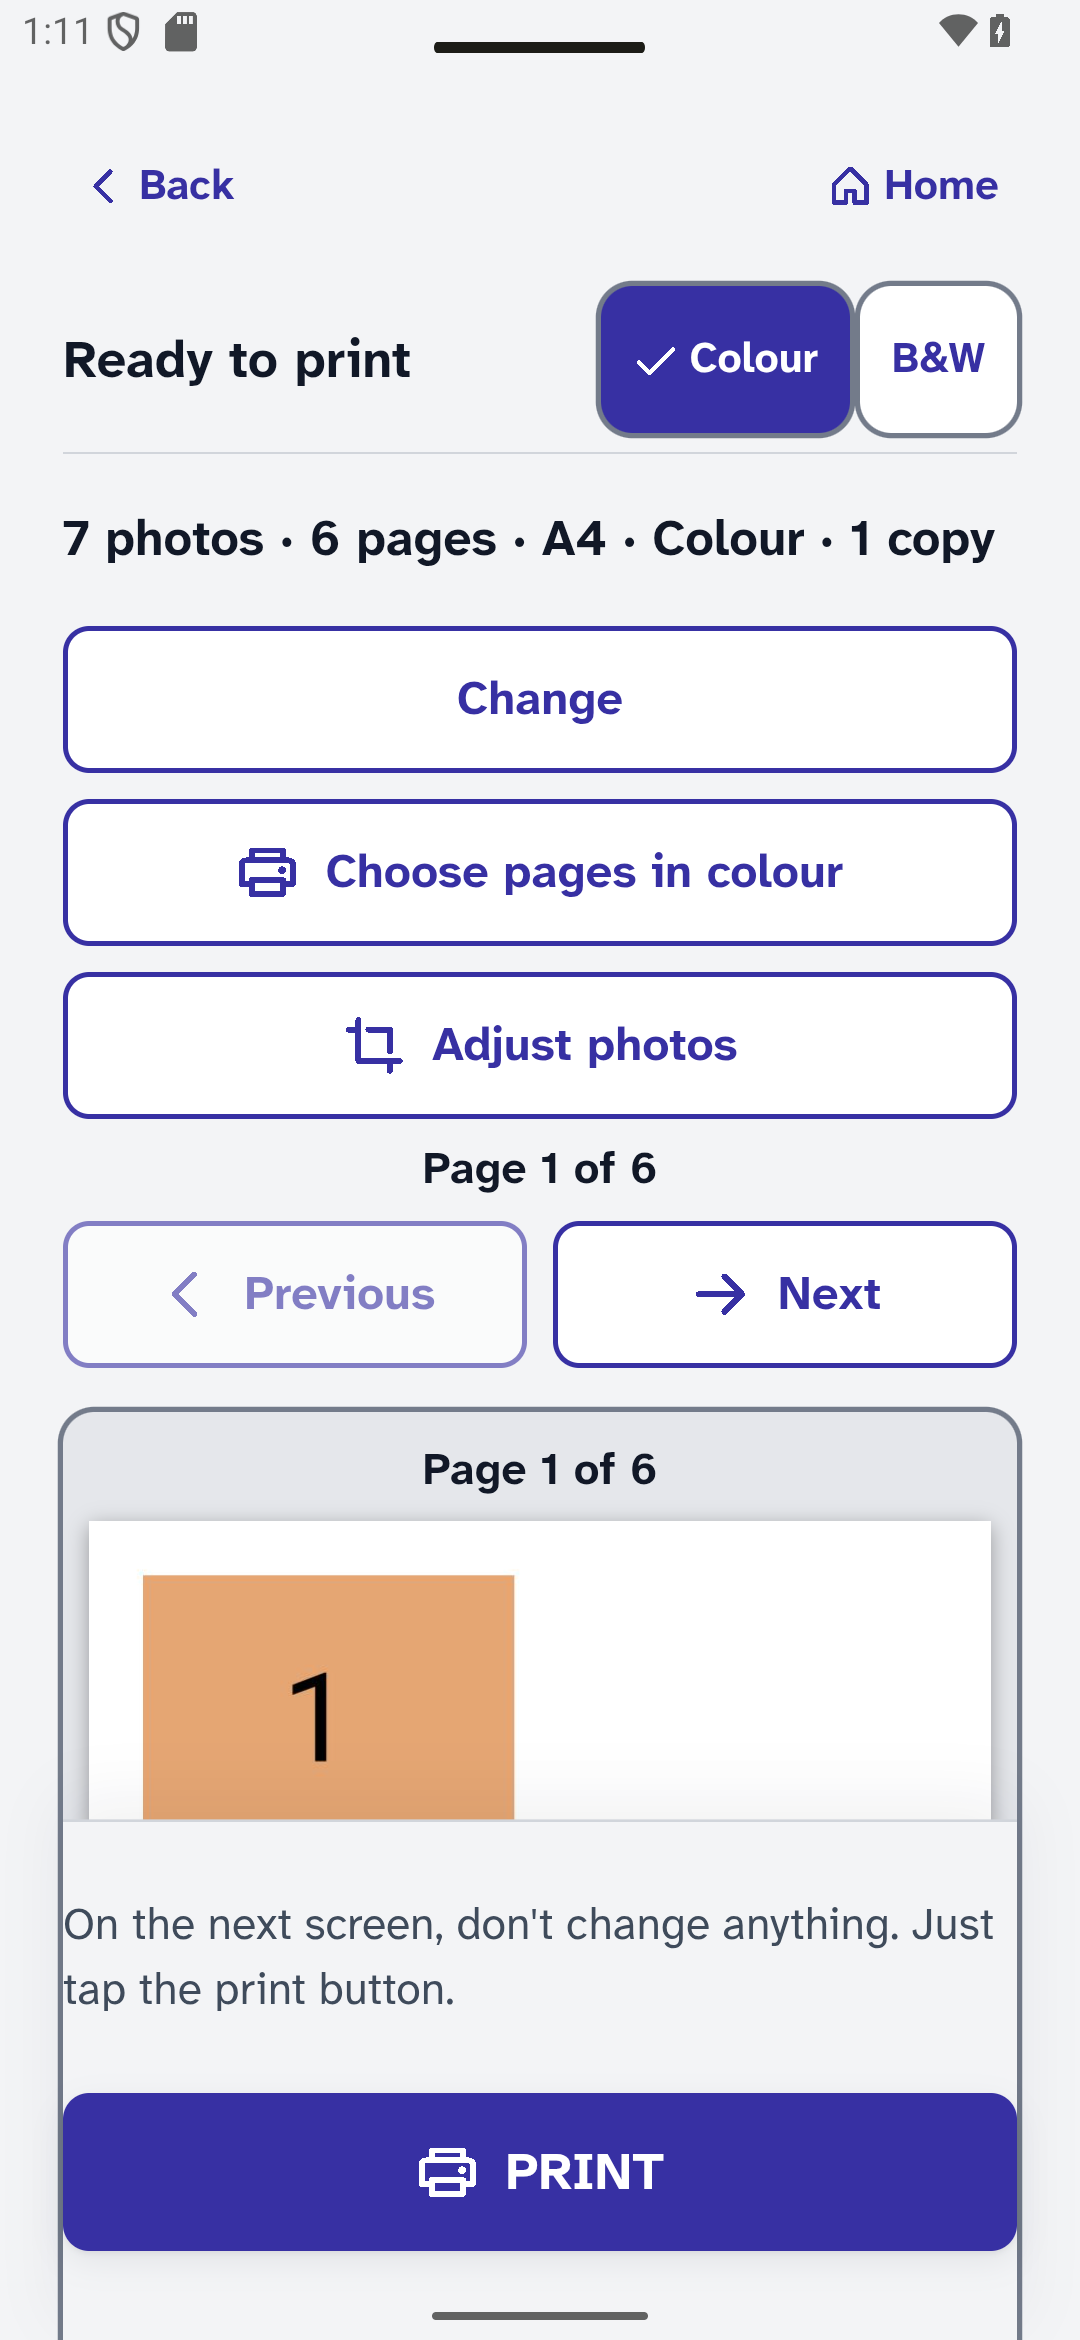 1:11
Back
Home
Ready to print
Colour
B&W
7 photos · 6 pages · A4 · Colour · 1 copy
Change
Choose pages in colour
Adjust photos
Page 1 of 6
Previous
Next
Page 1 of 6
1
On the next screen, don't change anything. Just
tap the print button.
PRINT